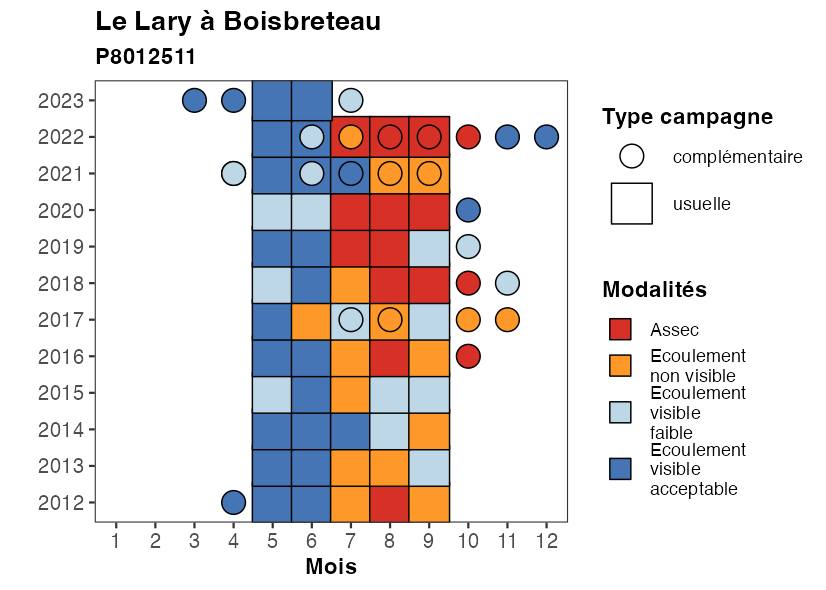 Le Lary à Boisbreteau
P8012511
2023
2022
2021
2020
2019
2018
2017
2016
2015
2014
2013
2012
1 2 3 4 5 6 7 8 9 10 11 12
Mois
Type campagne
complémentaire
usuelle
Modalités
Assec
Ecoulement
non visible
Ecoulement
visible
faible
Ecoulement
visible
acceptable